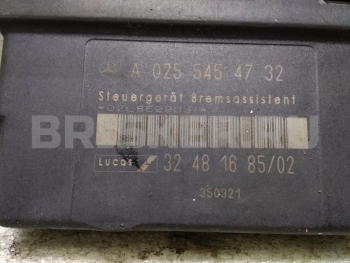 A 025 545 47 32
Steuergerät Bremsassistent
Lucas 32 48 16 85/02
350321